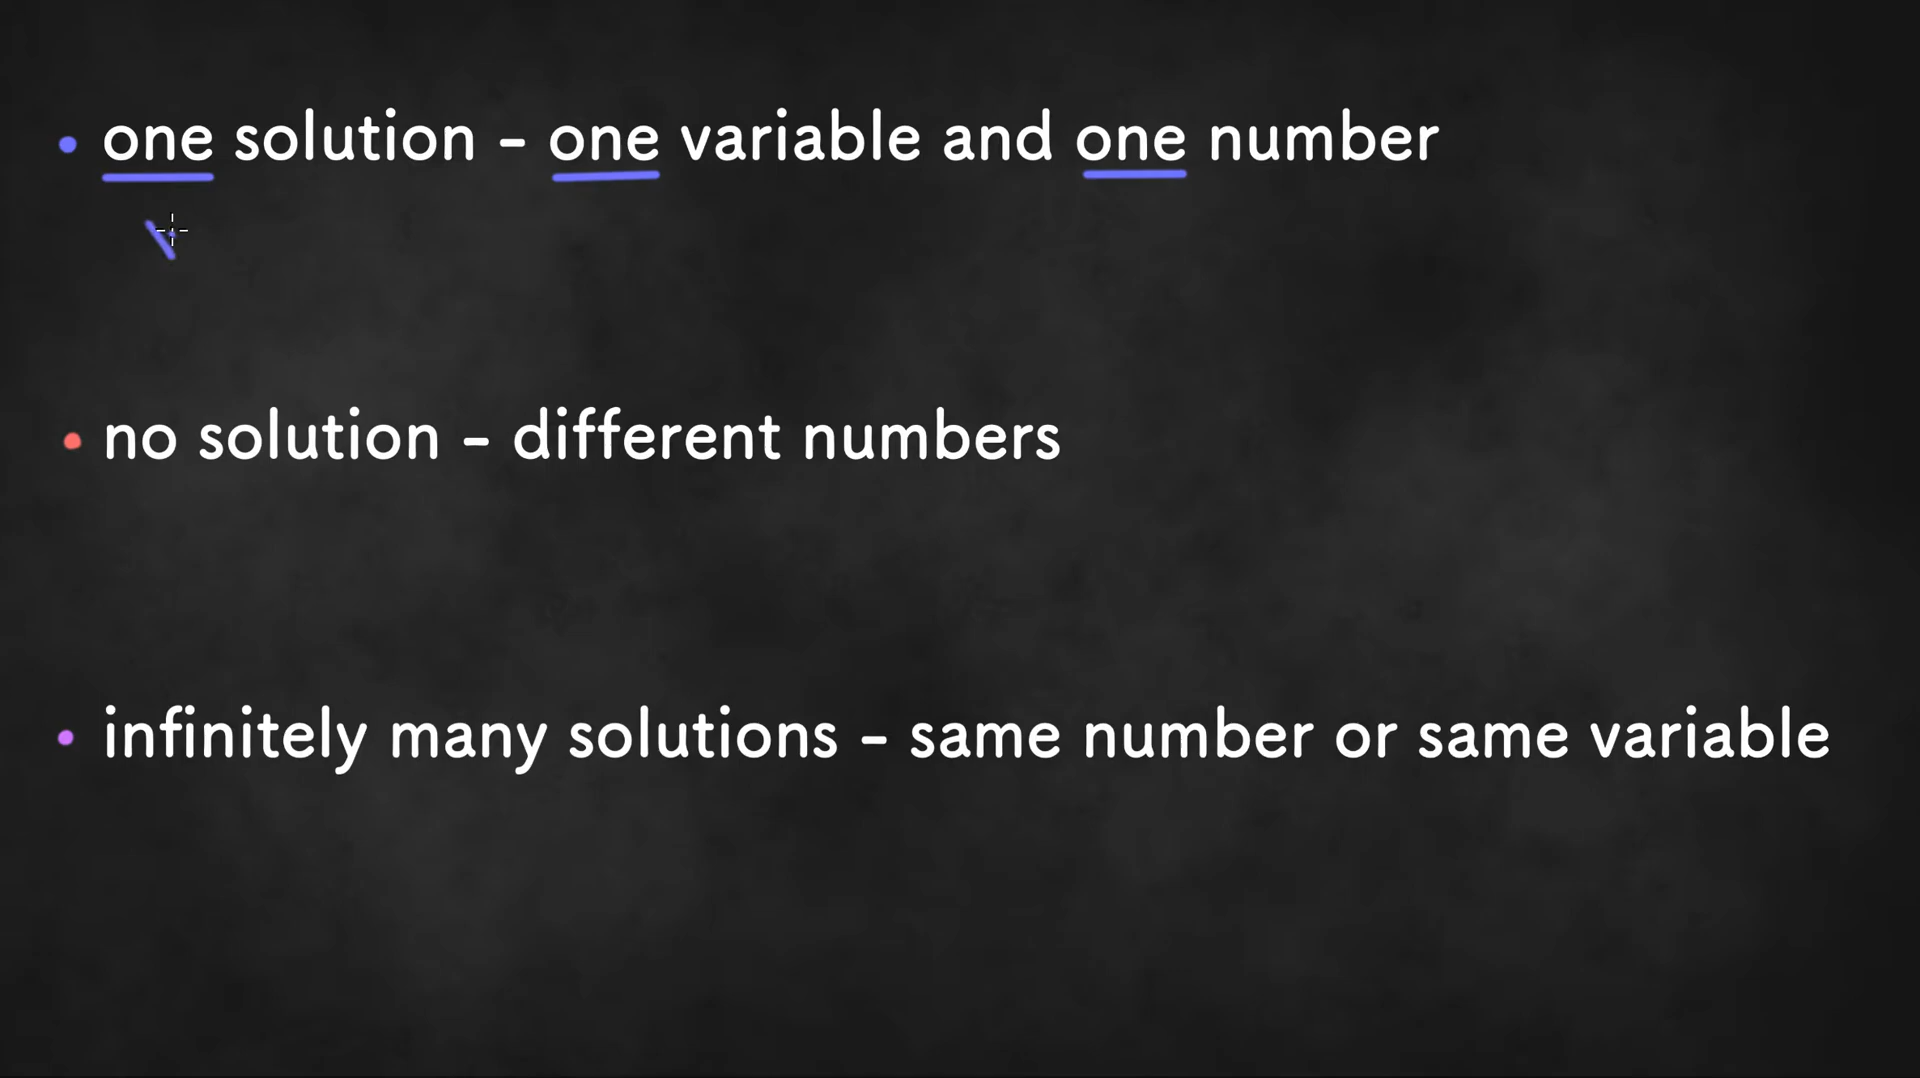 • one solution - one variable and one number
• no solution - different numbers
• infinitely many solutions - same number or same variable